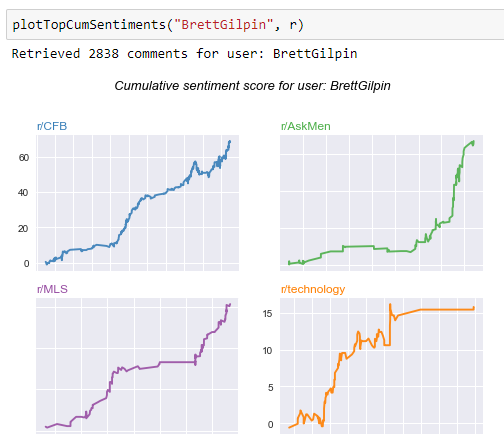 plotTopCumSentiments("BrettGilpin", r)
Retrieved 2838 comments for user: BrettGilpin
Cumulative sentiment score for user: BrettGilpin
r/CFB
r/AskMen
60
40
20
0
r/MLS
r/technology
15
10
5
0